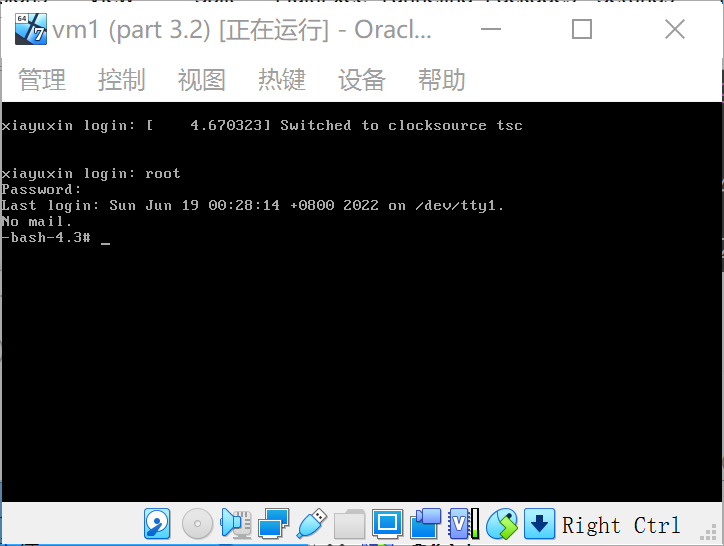 64
7
vm1 (part 3.2) [正在运行] - Oracl...
管理 控制 视图 热键 设备 帮助
xiayuxin login: [    4.670323] Switched to clocksource tsc
xiayuxin login: root
Password:
Last login: Sun Jun 19 00:28:14 +0800 2022 on /dev/tty1.
No mail.
-bash-4.3# _
V
Right Ctrl